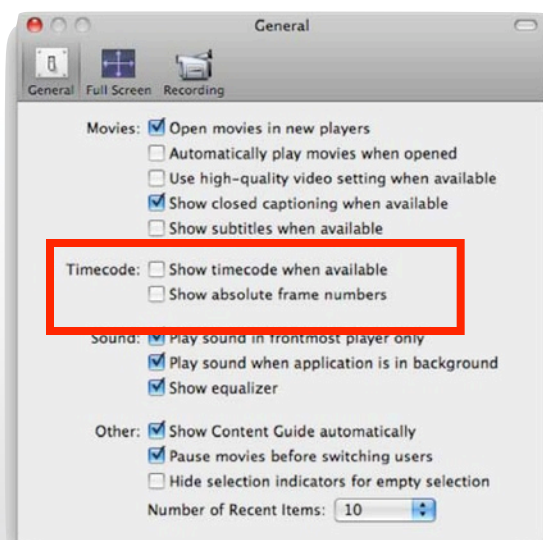 General
General Full Screen Recording
Movies: Open movies in new players
Automatically play movies when opened
Use high-quality video setting when available
Show closed captioning when available
Show subtitles when available
Timecode: Show timecode when available
Show absolute frame numbers
Sound: Play sound in frontmost player only
Play sound when application is in background
Show equalizer
Other: Show Content Guide automatically
Pause movies before switching users
Hide selection indicators for empty selection
Number of Recent Items: 10